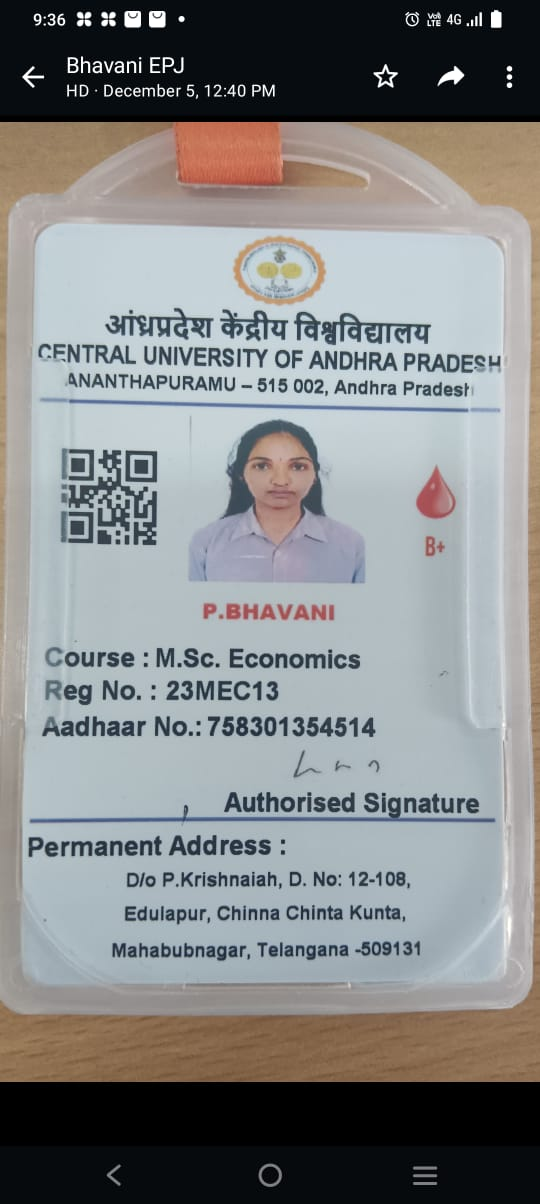 9:36
Vo)) LTE 4G
Bhavani EPJ
HD · December 5, 12:40 PM
आंध्रप्रदेश केंद्रीय विश्वविद्यालय
CENTRAL UNIVERSITY OF ANDHRA PRADESH
ANANTHAPURAMU – 515 002, Andhra Pradesh
B+
P.BHAVANI
Course : M.Sc. Economics
Reg No. : 23MEC13
Aadhaar No.: 758301354514
Authorised Signature
Permanent Address :
D/o P.Krishnaiah, D. No: 12-108,
Edulapur, Chinna Chinta Kunta,
Mahabubnagar, Telangana -509131